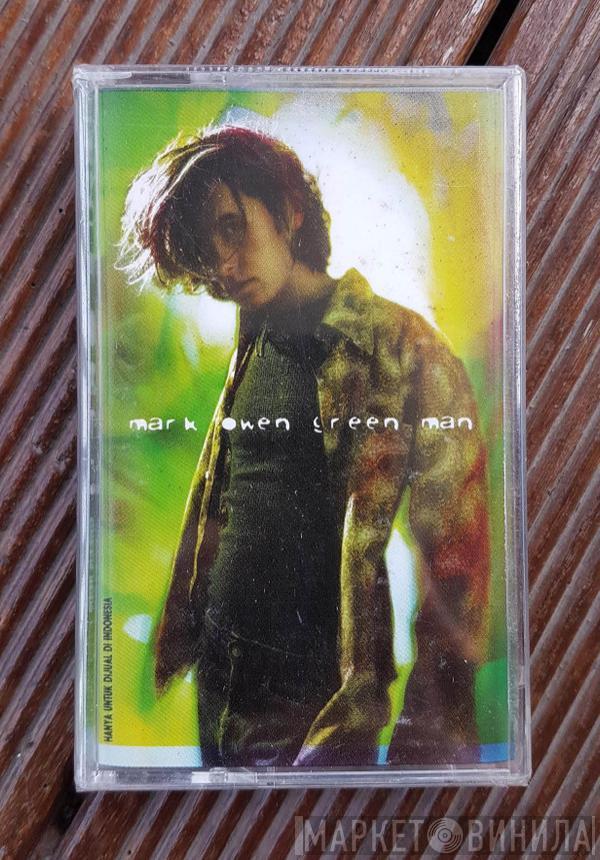 mark owen green man
HANYA UNTUK DIJUAL DI INDONESIA
МАРКЕТ ВИНИЛА